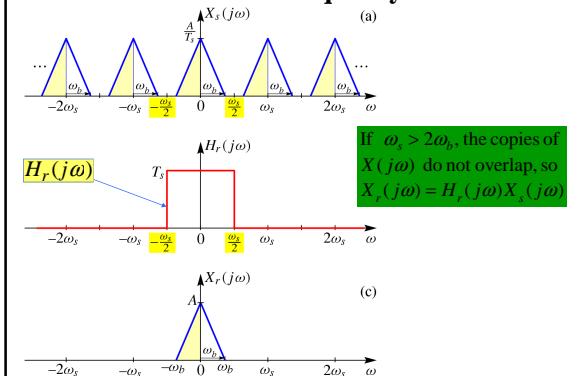 X_s(jω)
(a)
A/T_s
... ...
ω_b ω_b ω_b ω_b ω_b
−2ω_s −ω_s −ω_s/2 0 ω_s/2 ω_s 2ω_s ω
H_r(jω)
T_s
H_r(jω)
−2ω_s −ω_s −ω_s/2 0 ω_s/2 ω_s 2ω_s ω
If ω_s > 2ω_b, the copies of
X(jω) do not overlap, so
X_r(jω) = H_r(jω)X_s(jω)
X_r(jω)
(c)
A
ω_b
−2ω_s −ω_s −ω_b 0 ω_b ω_s 2ω_s ω